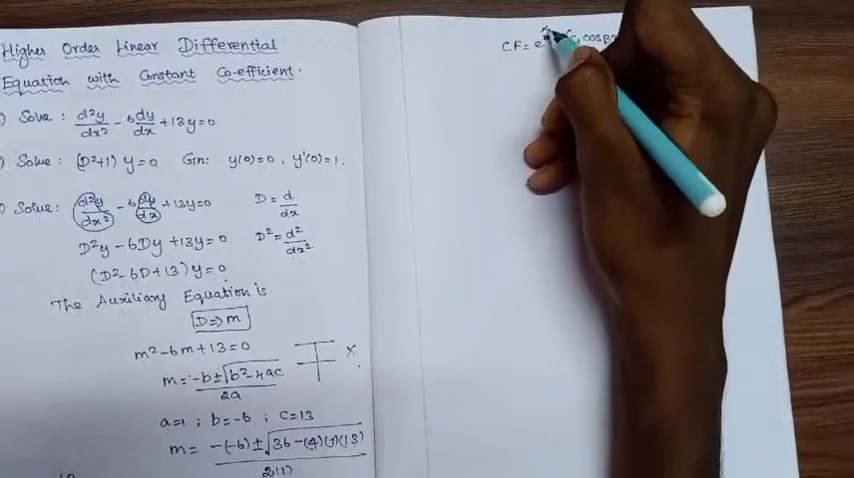 Higher Order Linear Differential
Equation with Constant Co-efficient.
) Solve : d²y/dx² - 6dy/dx + 13y=0
) Solve : (D²+1) y=0 Gn: y(0)=0, y'(0)=1.
) Solve: d²y/dx² - 6dy/dx + 13y=0 D = d/dx
D²y - 6Dy + 13y = 0 D² = d²/dx²
(D² - 6D + 13) y = 0
The Auxiliary Equation is
D => m
m² - 6m + 13 = 0
m = -b ± √b² - 4ac / 2a
x
a=1 ; b=-6 ; c=13
m = -(-6) ± √36 - (4)(1)(13) / 2(1)
CF = e
cosβ